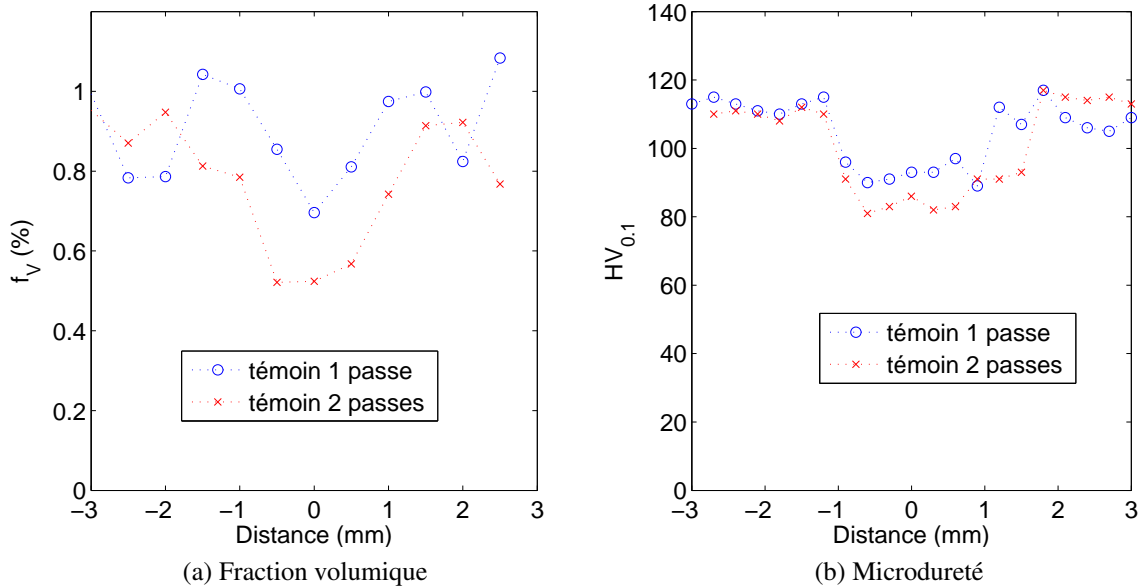 1
0.8
0.6
0.4
0.2
0
f_V (%)
témoin 1 passe
témoin 2 passes
−3 −2 −1 0 1 2 3
Distance (mm)
(a) Fraction volumique
140
120
100
80
60
40
20
0
HV_0.1
témoin 1 passe
témoin 2 passes
−3 −2 −1 0 1 2 3
Distance (mm)
(b) Microdureté